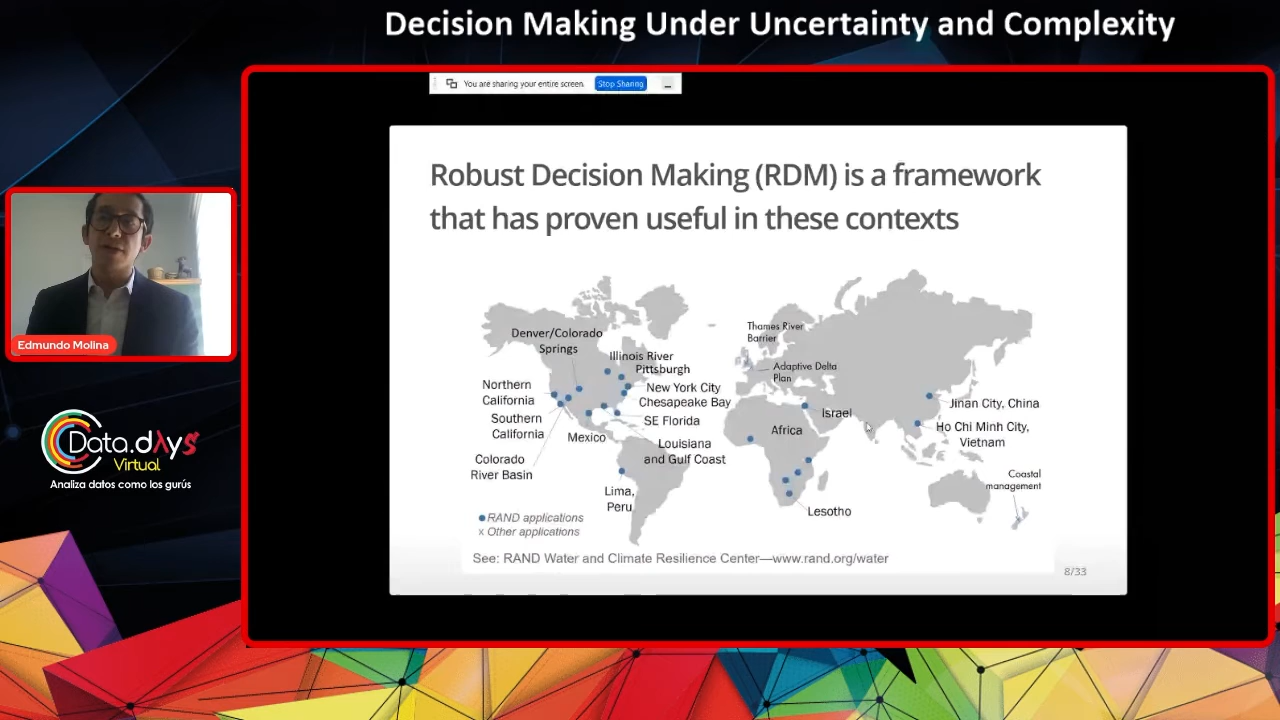 Decision Making Under Uncertainty and Complexity
You are sharing your entire screen.
Stop Sharing
Robust Decision Making (RDM) is a framework
that has proven useful in these contexts
Denver/Colorado
Springs
Illinois River
Pittsburgh
Thames River
Barrier
Adaptive Delta
Plan
Northern
California
New York City
Chesapeake Bay
Southern
California
SE Florida
Mexico
Louisiana
and Gulf Coast
Colorado
River Basin
Israel
Africa
Jinan City, China
Ho Chi Minh City,
Vietnam
Coastal
management
Lima,
Peru
Lesotho
RAND applications
x Other applications
See: RAND Water and Climate Resilience Center—www.rand.org/water
8/33
Edmundo Molina
Data.dAyS
Virtual
Analiza datos como los gurús